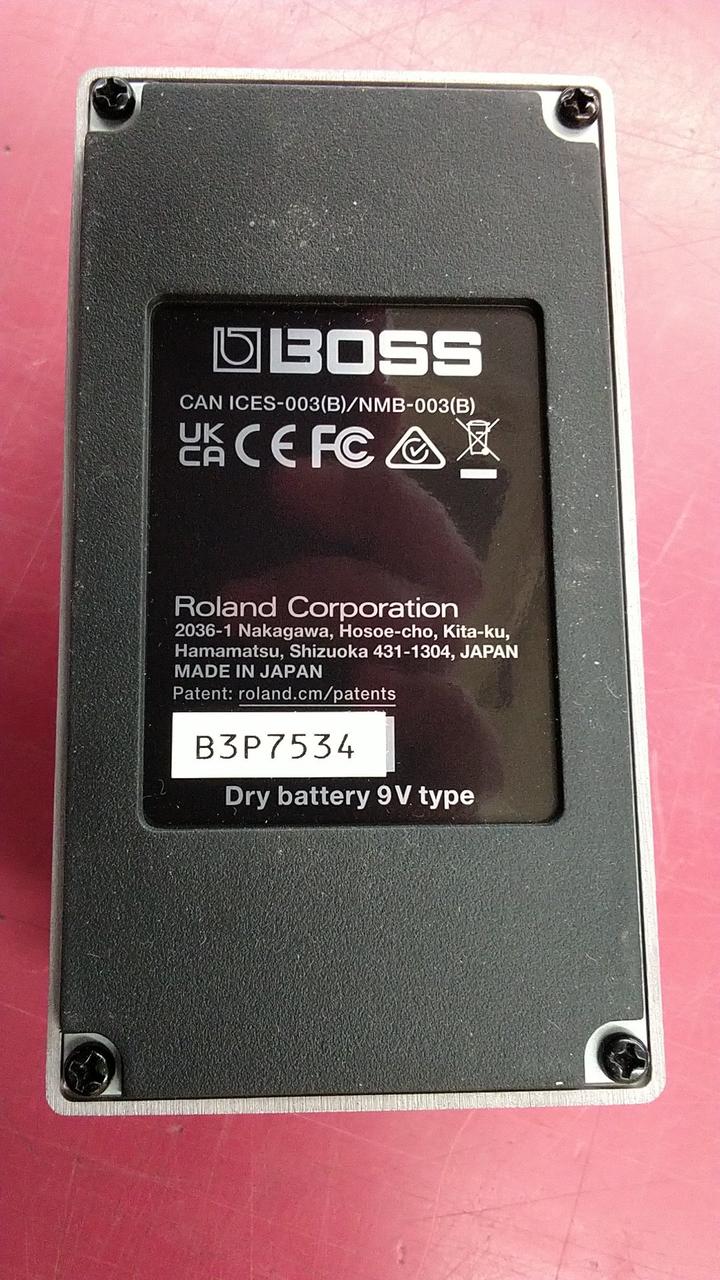 BOSS
CAN ICES-003(B)/NMB-003(B)
UK
CA CE FC
Roland Corporation
2036-1 Nakagawa, Hosoe-cho, Kita-ku,
Hamamatsu, Shizuoka 431-1304, JAPAN
MADE IN JAPAN
Patent: roland.cm/patents
B3P7534
Dry battery 9V type